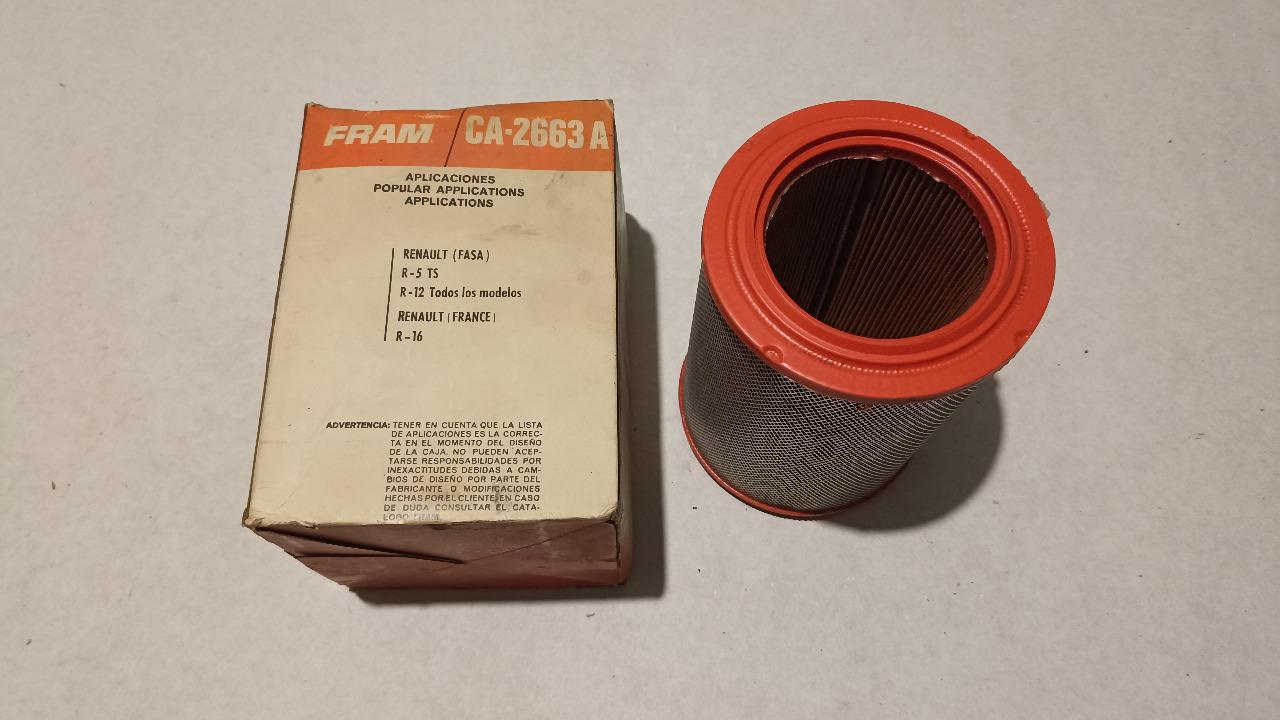 FRAM / CA-2663 A
APLICACIONES
POPULAR APPLICATIONS
APPLICATIONS
RENAULT (FASA)
R-5 TS
R-12 Todos los modelos
RENAULT (FRANCE)
R-16
ADVERTENCIA: TENER EN CUENTA QUE LA LISTA
DE APLICACIONES ES LA CORREC-
TA EN EL MOMENTO DEL DISEÑO
DE LA CAJA. NO PUEDEN ACEP-
TARSE RESPONSABILIDADES POR
INEXACTITUDES DEBIDAS A CAM-
BIOS DE DISEÑO POR PARTE DEL
FABRICANTE O MODIFICACIONES
HECHAS POR EL CLIENTE, EN CASO
DE DUDA CONSULTAR EL CATA-
LOGO FRAM.